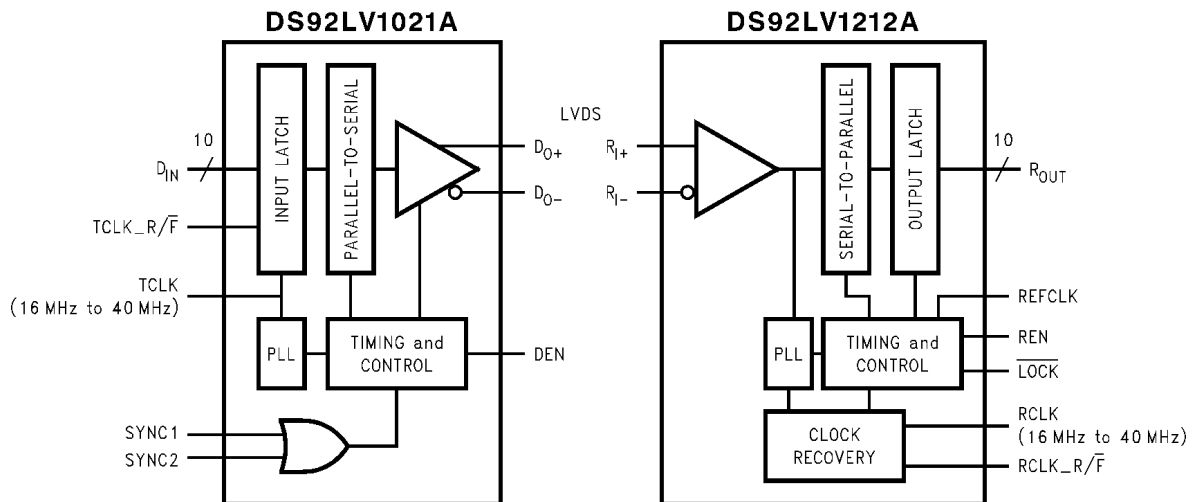 DS92LV1021A
10
D_IN
TCLK_R/F̅
TCLK
(16 MHz to 40 MHz)
SYNC1
SYNC2
INPUT LATCH
PARALLEL-TO-SERIAL
PLL
TIMING and
CONTROL
LVDS
D_O+
D_O-
DEN
DS92LV1212A
R_I+
R_I-
SERIAL-TO-PARALLEL
OUTPUT LATCH
PLL
TIMING and
CONTROL
CLOCK
RECOVERY
10
R_OUT
REFCLK
REN
L̅O̅C̅K̅
RCLK
(16 MHz to 40 MHz)
RCLK_R/F̅